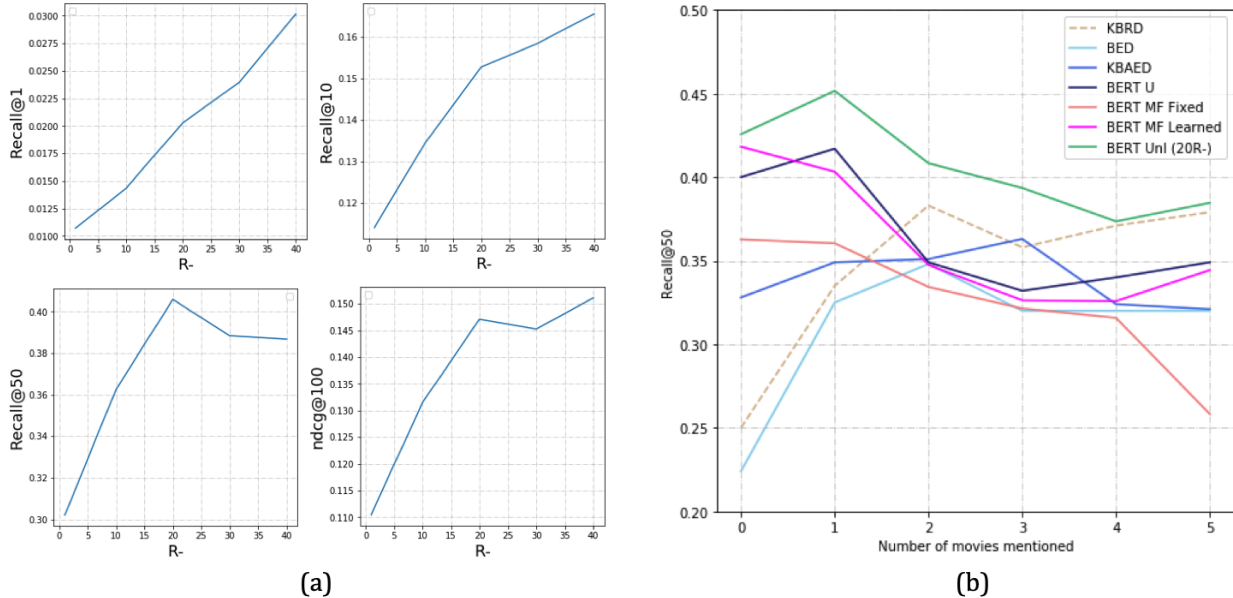 0.0300
0.0275
0.0250
0.0225
0.0200
0.0175
0.0150
0.0125
0.0100
Recall@1
0 5 10 15 20 25 30 35 40
R-
0.16
0.15
0.14
0.13
0.12
Recall@10
0 5 10 15 20 25 30 35 40
R-
0.40
0.38
0.36
0.34
0.32
0.30
Recall@50
0 5 10 15 20 25 30 35 40
R-
0.150
0.145
0.140
0.135
0.130
0.125
0.120
0.115
0.110
ndcg@100
0 5 10 15 20 25 30 35 40
R-
(a)
0.50
0.45
0.40
0.35
0.30
0.25
0.20
Recall@50
KBRD
BED
KBAED
BERT U
BERT MF Fixed
BERT MF Learned
BERT UnI (20R-)
0 1 2 3 4 5
Number of movies mentioned
(b)